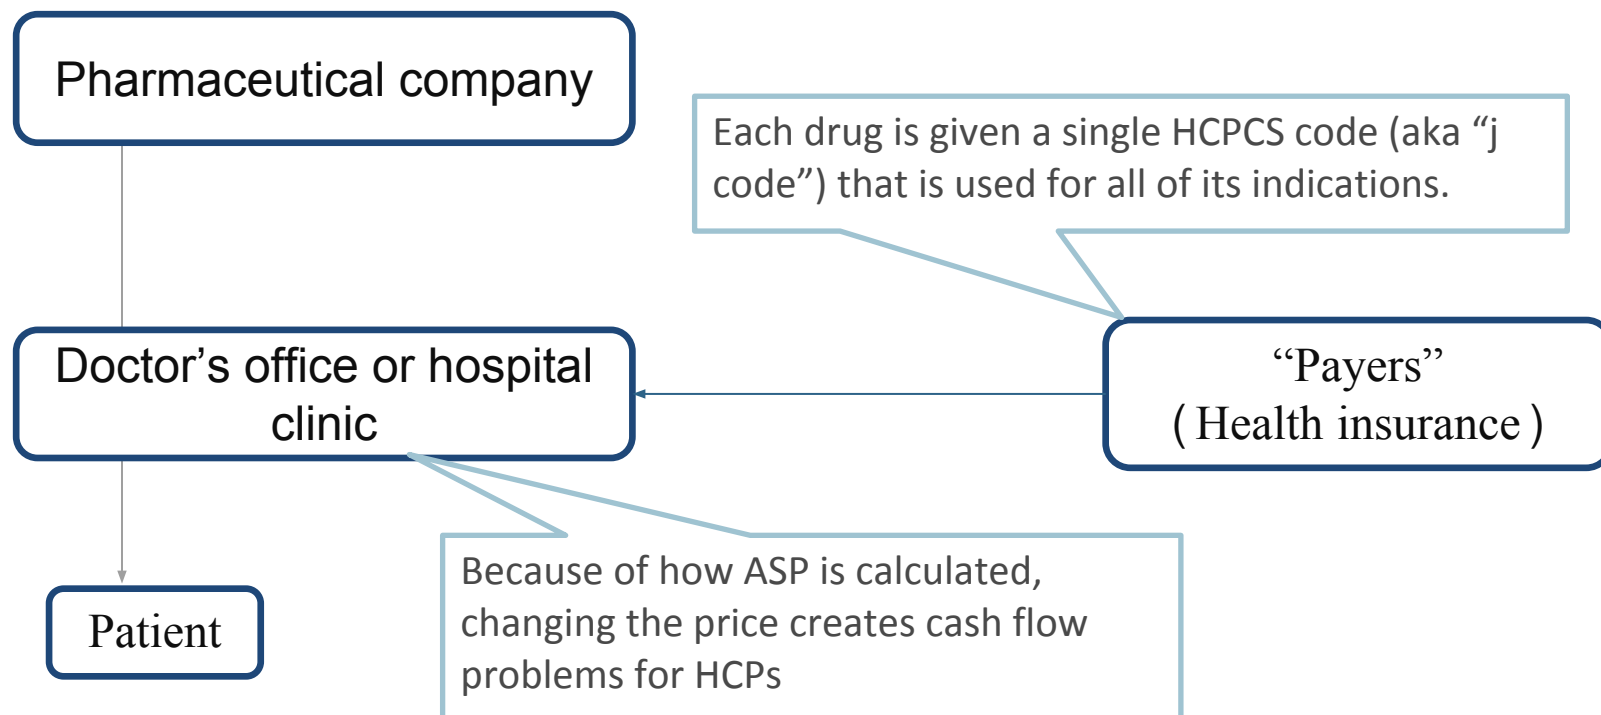 Pharmaceutical company
Each drug is given a single HCPCS code (aka “j
code”) that is used for all of its indications.
Doctor’s office or hospital
clinic
“Payers”
(Health insurance)
Because of how ASP is calculated,
changing the price creates cash flow
problems for HCPs
Patient